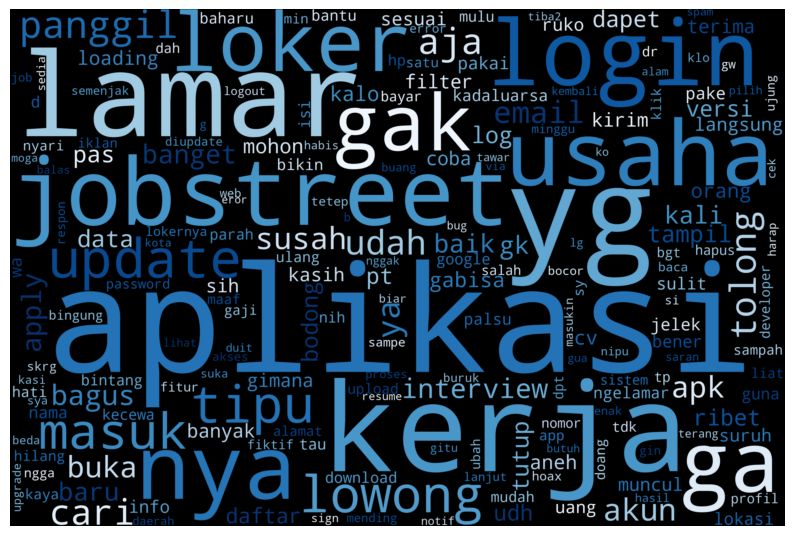 panggil
loker
baharu
min
bantu
sesuai
error
mulu
tiba2
spam
dah
aja
ruko
dapet
terima
login
loading
hp
satu
pakai
dr
klo
gw
job
sedia
semenjak
logout
filter
kembali
alam
pilih
ujung
lamar
d
isi
kalo
bayar
kadaluarsa
email
minggu
klik
pake
versi
g
gak
log
kirim
langsung
nyari
iklan
diupdate
mohon
habis
moga
pas
banget
bikin
coba
tawar
via
ko
usaha
cek
balas
buang
jobstreet
web
eror
tetep
b
yg
orang
respon
data
lokernya
parah
susah
udah
baik
gk
bug
lg
kali
tampil
tolong
harap
wa
kota
update
ulang
nggak
google
salah
bocor
bgt
hapus
developer
password
sih
kasih
pt
gabisa
sy
sulit
baca
apply
bingung
maaf
gaji
bodong
nih
biar
ya
palsu
masukin
si
aplikasi
lihat
duit
akses
sampe
cv
gua
nipu
bener
saran
jelek
sampah
skrg
kasi
suka
hati
bintang
fitur
gimana
upload
proses
buruk
dpt
sistem
tp
apk
liat
guna
sya
bagus
tipu
resume
interview
enak
ngelamar
nama
kecewa
alamat
kerja
nomor
tdk
ribet
suruh
beda
masuk
banyak
fiktif
tau
gitu
ubah
tutup
app
butuh
doang
terang
hilang
ngga
buka
nya
download
lanjut
aneh
hoax
gin
muncul
ga
upgrade
kaya
baru
info
lowong
mudah
uang
hasil
profil
cari
daftar
udh
akun
lokasi
daerah
sign
mending
notif